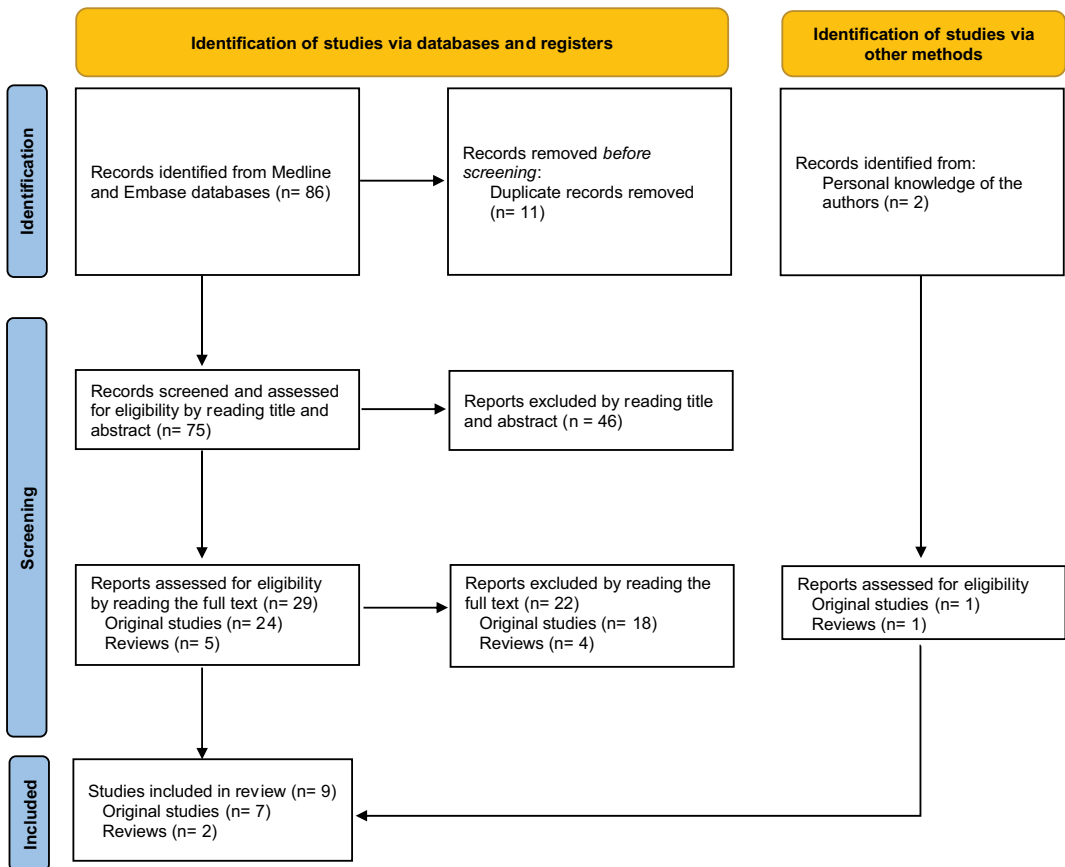 Identification of studies via databases and registers
Identification of studies via
other methods
Identification
Records identified from Medline
and Embase databases (n= 86)
Records removed before
screening:
Duplicate records removed
(n= 11)
Records identified from:
Personal knowledge of the
authors (n= 2)
Screening
Records screened and assessed
for eligibility by reading title and
abstract (n= 75)
Reports excluded by reading title
and abstract (n = 46)
Reports assessed for eligibility
by reading the full text (n= 29)
Original studies (n= 24)
Reviews (n= 5)
Reports excluded by reading the
full text (n= 22)
Original studies (n= 18)
Reviews (n= 4)
Reports assessed for eligibility
Original studies (n= 1)
Reviews (n= 1)
Included
Studies included in review (n= 9)
Original studies (n= 7)
Reviews (n= 2)